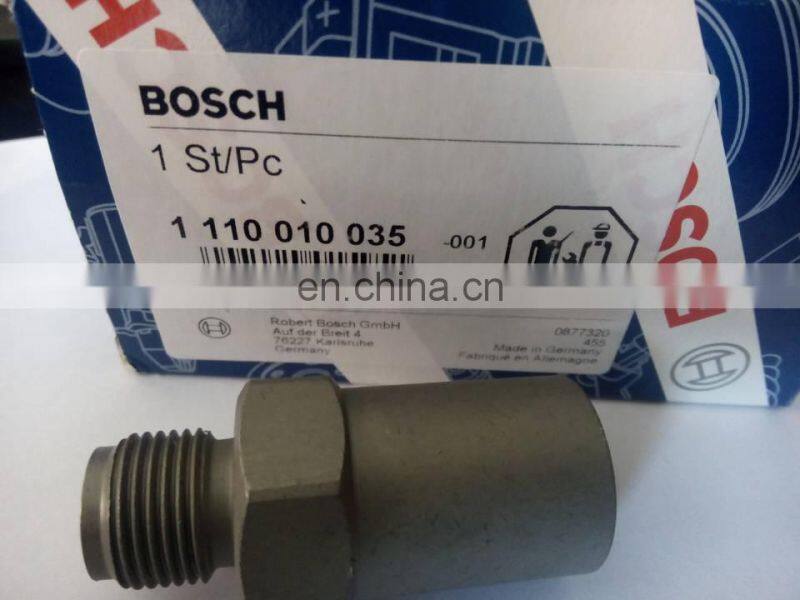 BOSCH
1 St/Pc
1 110 010 035 -001
en.china.cn
Robert Bosch GmbH
Auf der Breit 4
76227 Karlsruhe
Germany
0877320
455
Made in Germany
Fabriqué en Allemagne
BOSCH